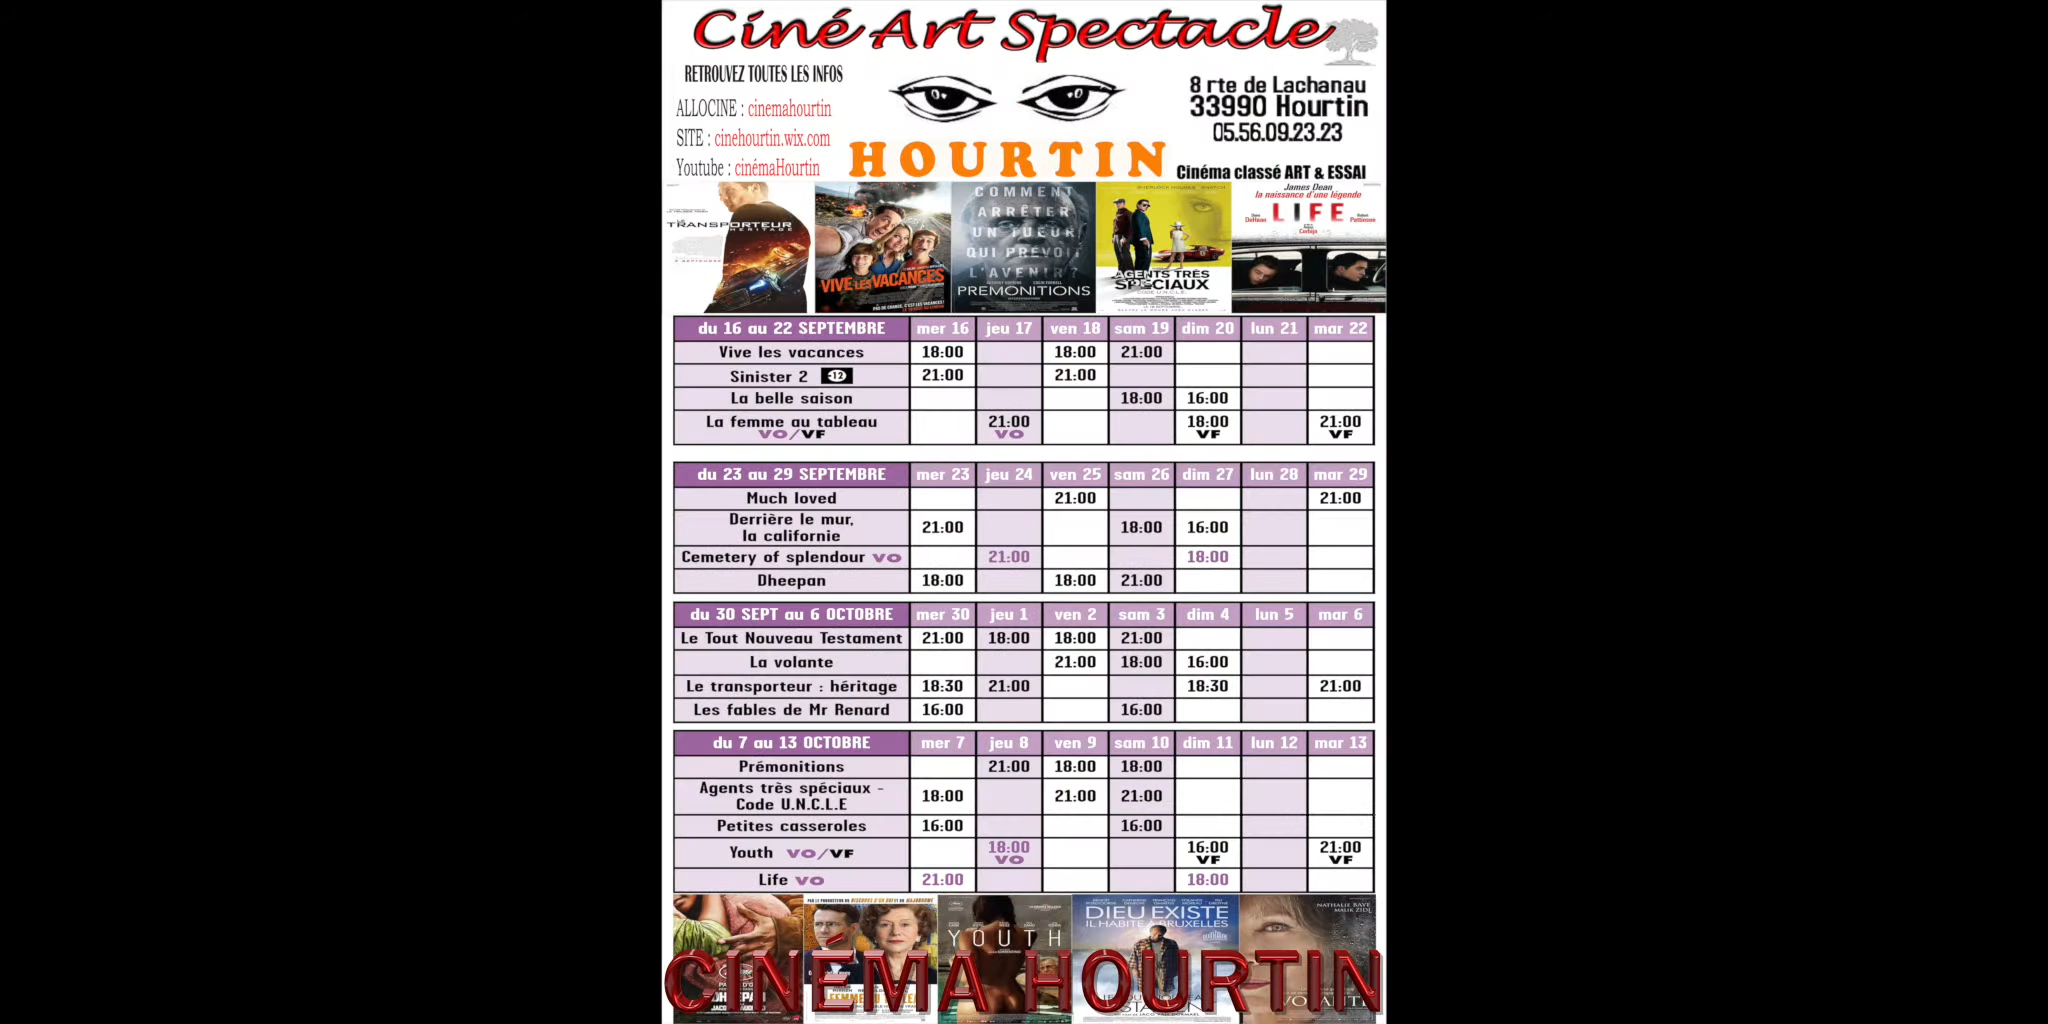 Ciné Art Spectacle
RETROUVEZ TOUTES LES INFOS
ALLOCINE : cinemahourtin
SITE : cinehourtin.wix.com
Youtube : cinémaHourtin
HOURTIN
8 rte de Lachanau
33990 Hourtin
05.56.09.23.23
Cinéma classé ART & ESSAI
TRANSPORTEUR
HÉRITAGE
VIVE LES VACANCES
COMMENT
ARRÊTER
UN TUEUR
QUI PRÉVOIT
L'AVENIR ?
PREMONITIONS
AGENTS TRÈS
SPÉCIAUX
CODE U.N.C.L.E.
James Dean
la naissance d'une légende
LIFE
du 16 au 22 SEPTEMBRE mer 16 jeu 17 ven 18 sam 19 dim 20 lun 21 mar 22
Vive les vacances 18:00 18:00 21:00
Sinister 2 -12 21:00 21:00
La belle saison 18:00 16:00
La femme au tableau 21:00 18:00 21:00
VO/VF VO VF VF
du 23 au 29 SEPTEMBRE mer 23 jeu 24 ven 25 sam 26 dim 27 lun 28 mar 29
Much loved 21:00 21:00
Derrière le mur,
la californie 21:00 18:00 16:00
Cemetery of splendour VO 21:00 18:00
Dheepan 18:00 18:00 21:00
du 30 SEPT au 6 OCTOBRE mer 30 jeu 1 ven 2 sam 3 dim 4 lun 5 mar 6
Le Tout Nouveau Testament 21:00 18:00 18:00 21:00
La volante 21:00 18:00 16:00
Le transporteur : héritage 18:30 21:00 18:30 21:00
Les fables de Mr Renard 16:00 16:00
du 7 au 13 OCTOBRE mer 7 jeu 8 ven 9 sam 10 dim 11 lun 12 mar 13
Prémonitions 21:00 18:00 18:00
Agents très spéciaux -
Code U.N.C.L.E 18:00 21:00 21:00
Petites casseroles 16:00 16:00
Youth VO/VF 18:00 16:00 21:00
VO VF VF
Life VO 21:00 18:00
YOUTH
DIEU EXISTE
IL HABITE À BRUXELLES
NATHALIE BAYE
MALIK ZIDI
CINÉMA HOURTIN